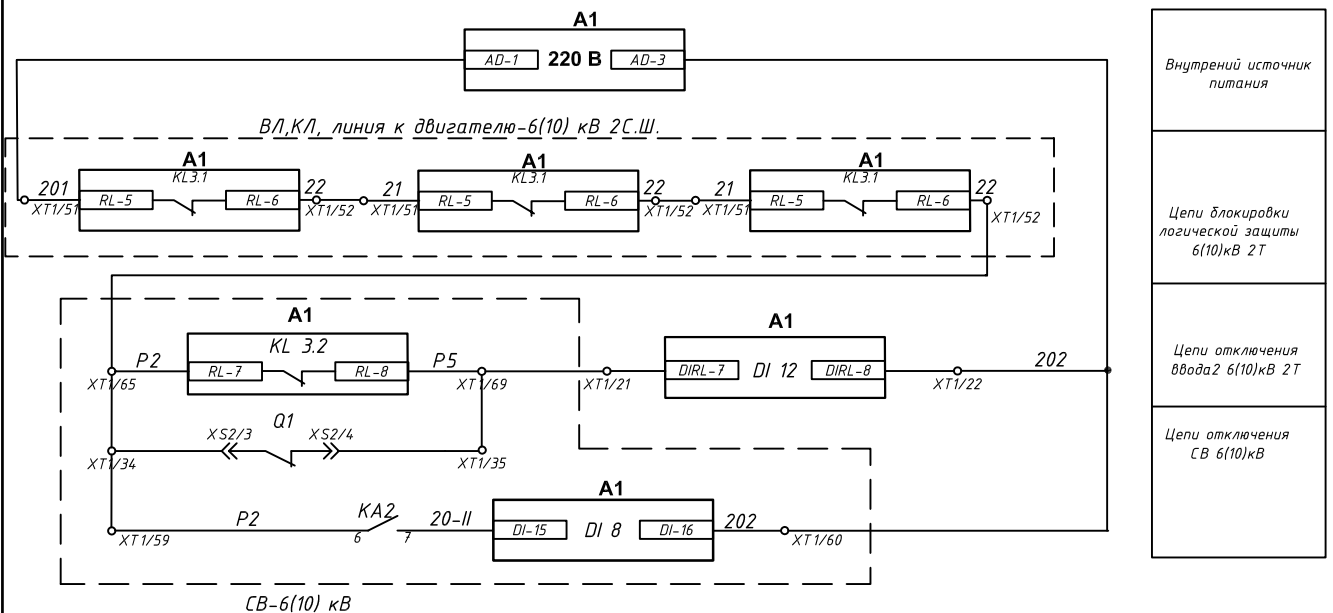 A1
AD-1 220 В AD-3
ВЛ,КЛ, линия к двигателю-6(10) кВ 2С.Ш.
A1
KL3.1
201
RL-5
RL-6
22
XT1/51
XT1/52
A1
KL3.1
21
RL-5
RL-6
22
XT1/51
XT1/52
A1
KL3.1
21
RL-5
RL-6
22
XT1/51
XT1/52
A1
KL 3.2
P2
RL-7
RL-8
P5
XT1/65
XT1/69
XT1/21
A1
DIRL-7 DI 12 DIRL-8
XT1/22
202
Q1
XS2/3
XS2/4
XT1/34
XT1/35
A1
P2
KA2
6
7
20-II
DI-15 DI 8 DI-16
202
XT1/59
XT1/60
СВ-6(10) кВ
Внутрений источник
питания
Цепи блокировки
логической защиты
6(10)кВ 2Т
Цепи отключения
ввода2 6(10)кВ 2Т
Цепи отключения
СВ 6(10)кВ